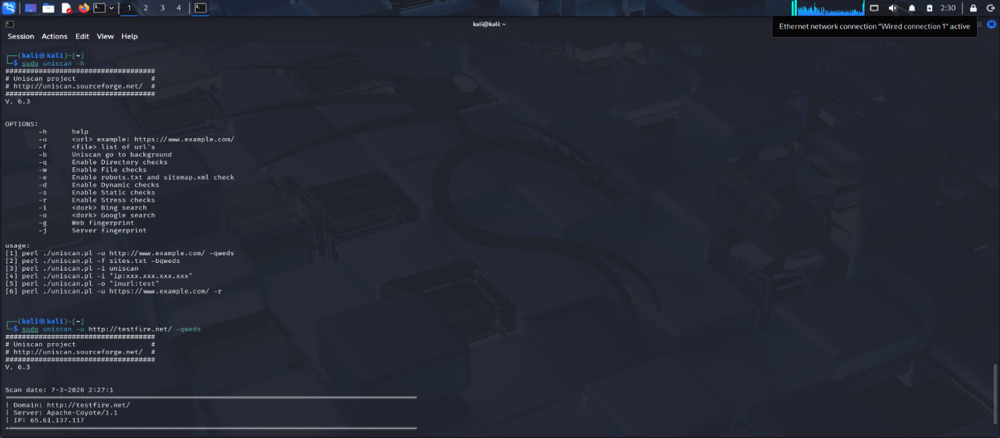 1 2 3 4 2:30
kali@kali: ~
Ethernet network connection "Wired connection 1" active
Session Actions Edit View Help
┌──(kali㉿kali)-[~]
└─$ sudo uniscan -h
####################################
# Uniscan project                  #
# http://uniscan.sourceforge.net/  #
####################################
V. 6.3
OPTIONS:
-h help
-u <url> example: https://www.example.com/
-f <file> list of url's
-b Uniscan go to background
-q Enable Directory checks
-w Enable File checks
-e Enable robots.txt and sitemap.xml check
-d Enable Dynamic checks
-s Enable Static checks
-r Enable Stress checks
-i <dork> Bing search
-o <dork> Google search
-g Web fingerprint
-j Server fingerprint
usage:
[1] perl ./uniscan.pl -u http://www.example.com/ -qweds
[2] perl ./uniscan.pl -f sites.txt -bqweds
[3] perl ./uniscan.pl -i uniscan
[4] perl ./uniscan.pl -i "ip:xxx.xxx.xxx.xxx"
[5] perl ./uniscan.pl -o "inurl:test"
[6] perl ./uniscan.pl -u https://www.example.com/ -r
┌──(kali㉿kali)-[~]
└─$ sudo uniscan -u http://testfire.net/ -qweds
####################################
# Uniscan project                  #
# http://uniscan.sourceforge.net/  #
####################################
V. 6.3
Scan date: 7-3-2026 2:27:1
| Domain: http://testfire.net/
| Server: Apache-Coyote/1.1
| IP: 65.61.137.117